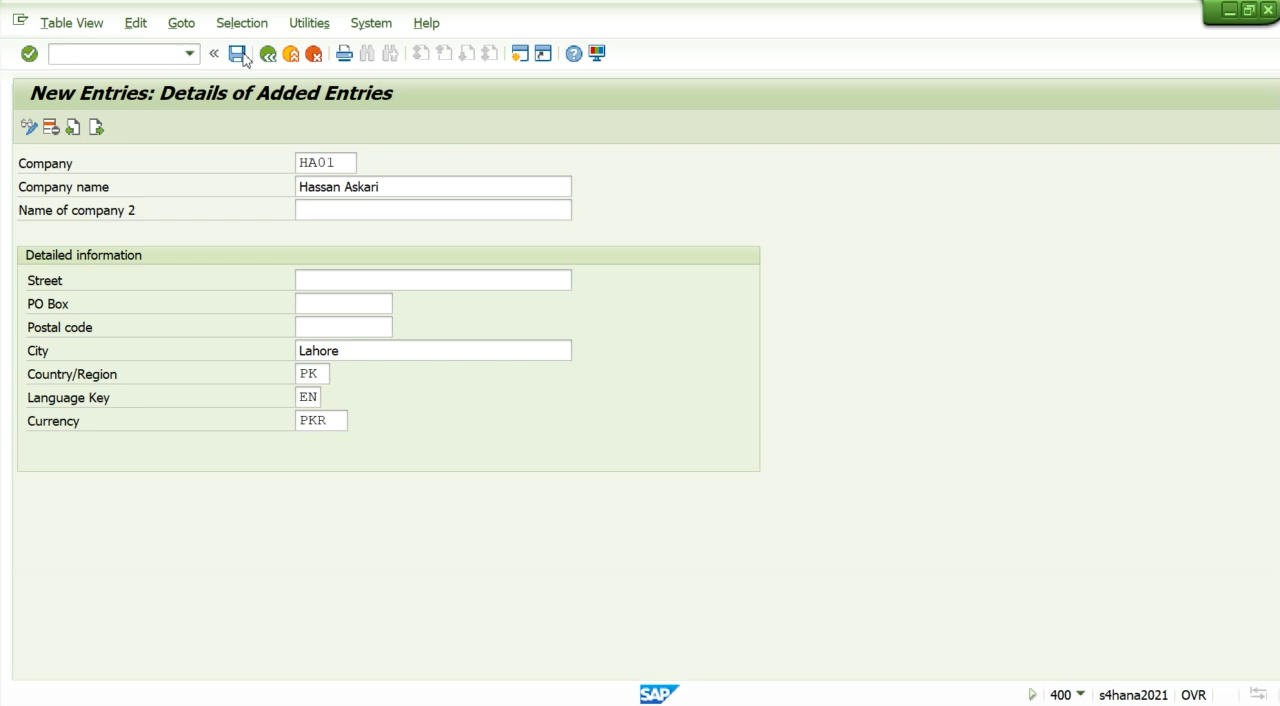 Table View Edit Goto Selection Utilities System Help
«
New Entries: Details of Added Entries
Company HA01
Company name Hassan Askari
Name of company 2
Detailed information
Street
PO Box
Postal code
City Lahore
Country/Region PK
Language Key EN
Currency PKR
SAP 400 s4hana2021 OVR